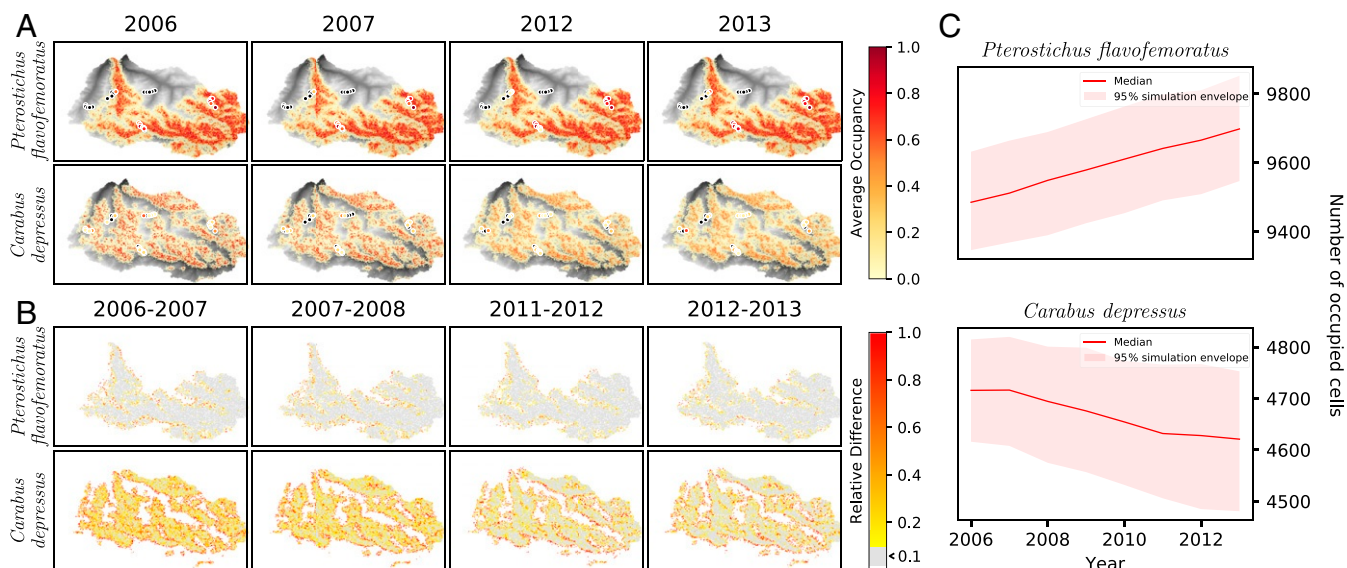 A
2006
2007
2012
2013
Pterostichus
flavofemoratus
Carabus
depressus
1.0
0.8
0.6
0.4
0.2
0.0
Average Occupancy
B
2006-2007
2007-2008
2011-2012
2012-2013
Pterostichus
flavofemoratus
Carabus
depressus
1.0
0.8
0.6
0.4
0.2
<0.1
Relative Difference
C
Pterostichus flavofemoratus
Median
95% simulation envelope
9800
9600
9400
Carabus depressus
Median
95% simulation envelope
4800
4700
4600
4500
Number of occupied cells
2006
2008
2010
2012
Year